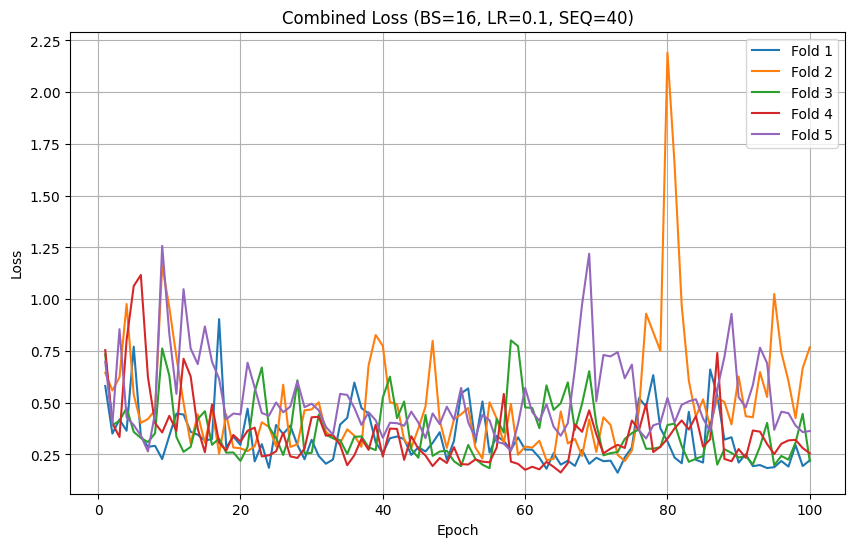 Combined Loss (BS=16, LR=0.1, SEQ=40)
2.25
2.00
1.75
1.50
1.25
1.00
0.75
0.50
0.25
Loss
0 20 40 60 80 100
Epoch
Fold 1
Fold 2
Fold 3
Fold 4
Fold 5